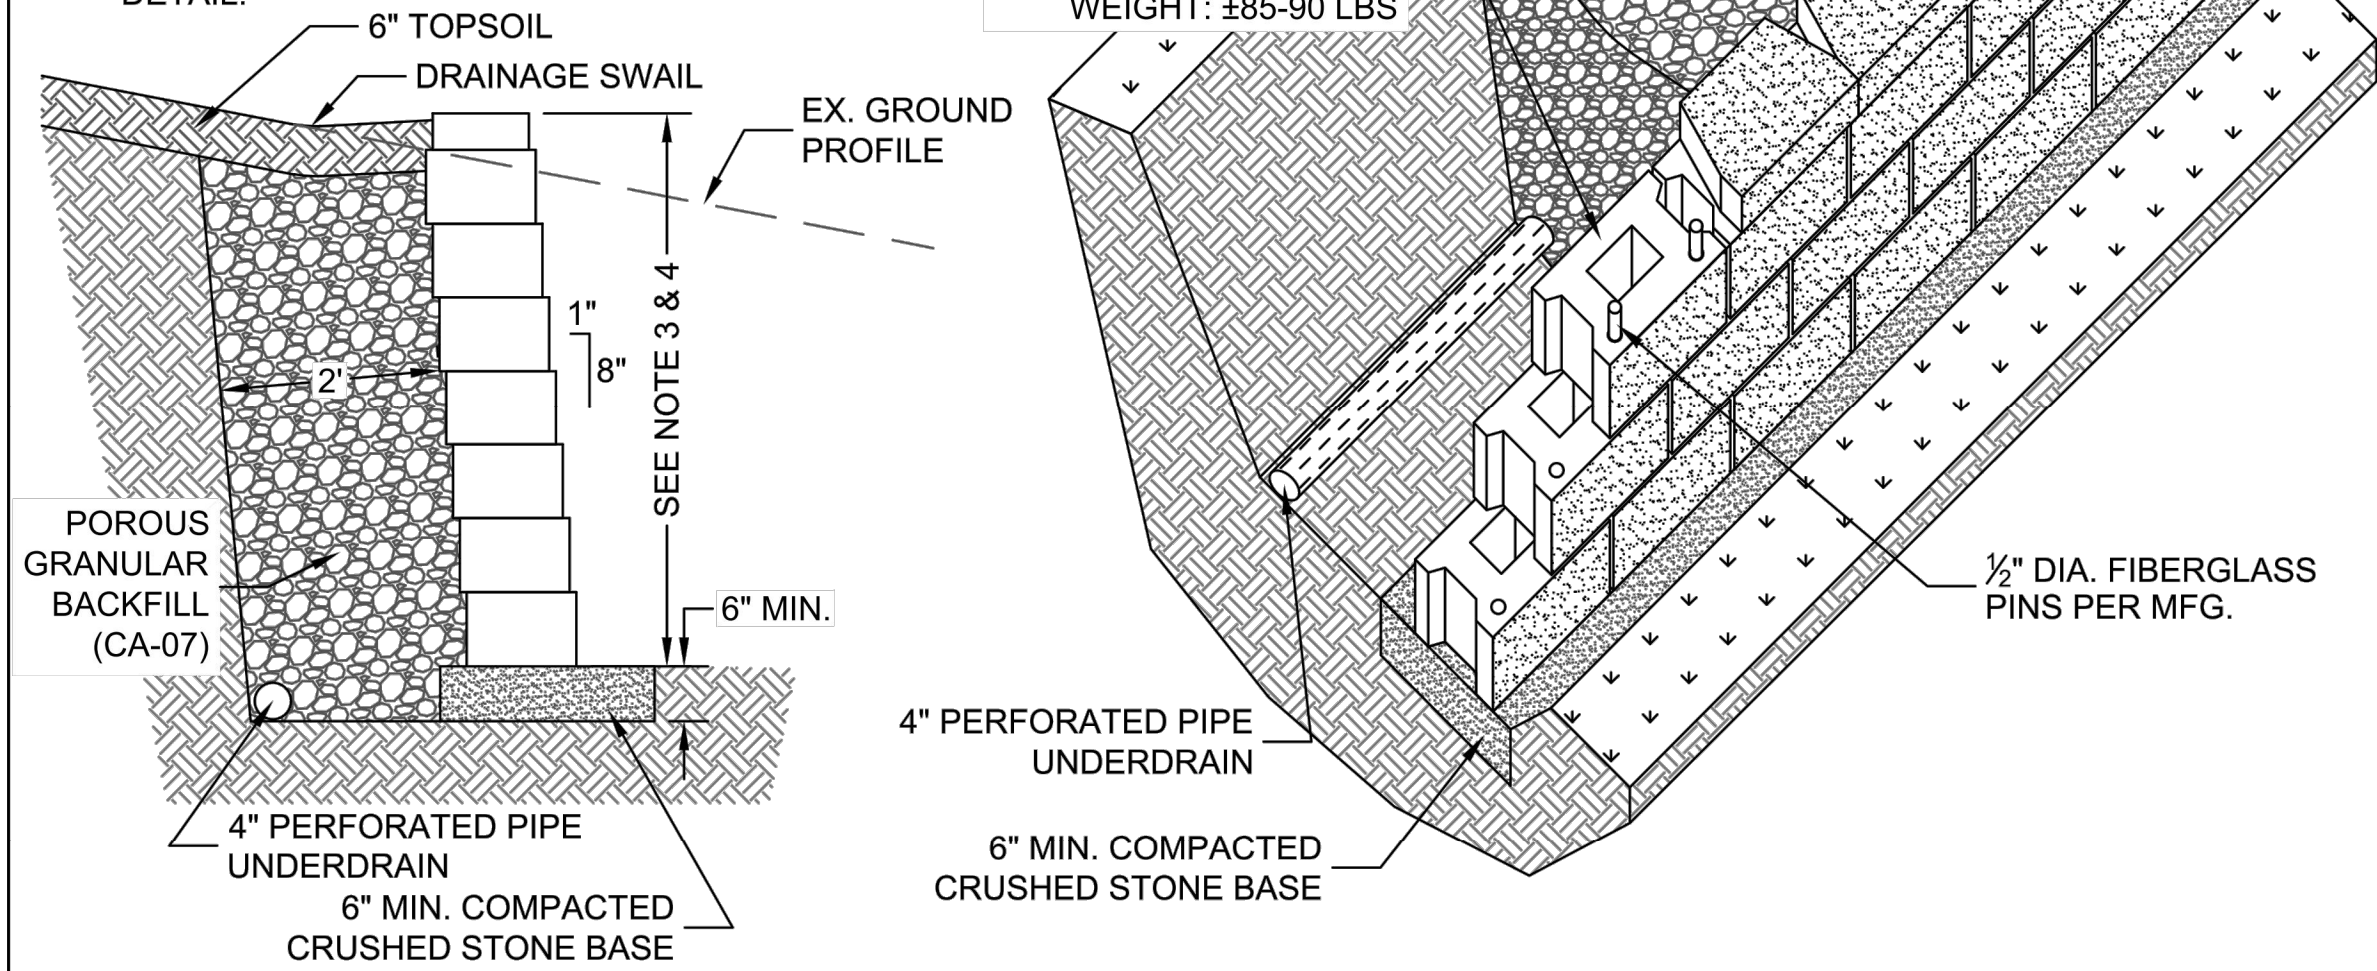 DETAIL.
6" TOPSOIL
DRAINAGE SWAIL
EX. GROUND
PROFILE
1"
8"
SEE NOTE 3 & 4
2'
POROUS
GRANULAR
BACKFILL
(CA-07)
6" MIN.
4" PERFORATED PIPE
UNDERDRAIN
6" MIN. COMPACTED
CRUSHED STONE BASE
WEIGHT: ±85-90 LBS
½" DIA. FIBERGLASS
PINS PER MFG.
4" PERFORATED PIPE
UNDERDRAIN
6" MIN. COMPACTED
CRUSHED STONE BASE